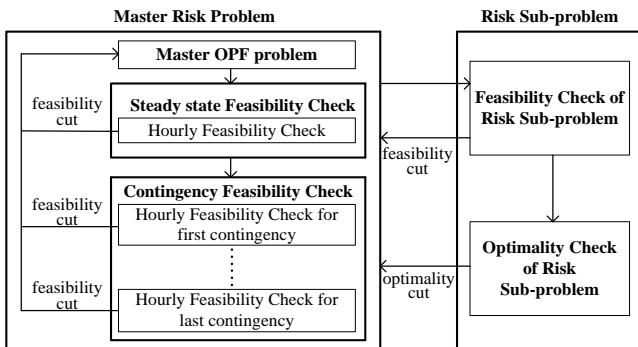 Master Risk Problem
Master OPF problem
feasibility
cut
Steady state Feasibility Check
Hourly Feasibility Check
Contingency Feasibility Check
feasibility
cut
Hourly Feasibility Check for
first contingency
feasibility
cut
Hourly Feasibility Check for
last contingency
Risk Sub-problem
Feasibility Check of
Risk Sub-problem
feasibility
cut
Optimality Check
of Risk
Sub-problem
optimality
cut